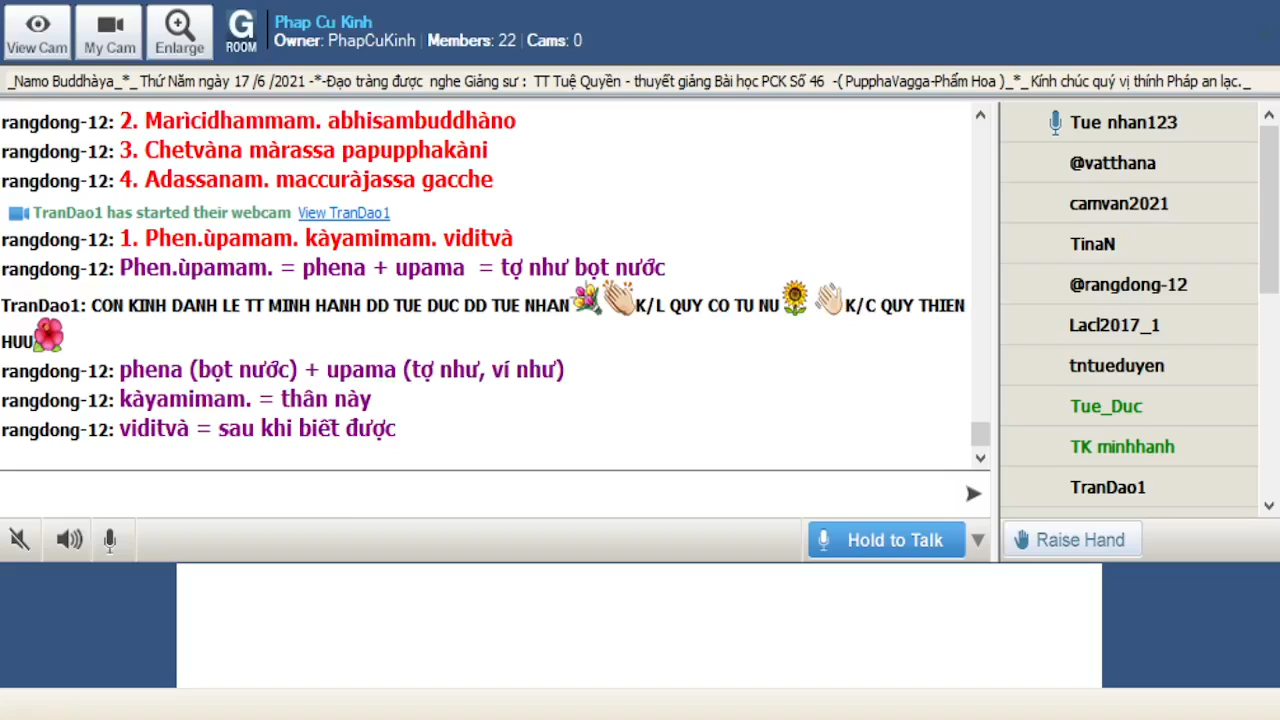 View Cam
My Cam
Enlarge
G
ROOM
Phap Cu Kinh
Owner: PhapCuKinh | Members: 22 | Cams: 0
_Namo Buddhàya_*_ Thứ Năm ngày 17 /6 /2021 -*-Đạo tràng được nghe Giảng sư : TT Tuệ Quyền - thuyết giảng Bài học PCK Số 46 -( PupphaVagga-Phẩm Hoa )_*_ Kính chúc quý vị thính Pháp an lạc._
rangdong-12: 2. Marìcidhammam. abhisambuddhàno
rangdong-12: 3. Chetvàna màrassa papupphakàni
rangdong-12: 4. Adassanam. maccuràjassa gacche
TranDao1 has started their webcam View TranDao1
rangdong-12: 1. Phen.ùpamam. kàyamimam. viditvà
rangdong-12: Phen.ùpamam. = phena + upama = tợ như bọt nước
TranDao1: CON KINH DANH LE TT MINH HANH DD TUE DUC DD TUE NHAN K/L QUY CO TU NU K/C QUY THIEN
HUU
rangdong-12: phena (bọt nước) + upama (tợ như, ví như)
rangdong-12: kàyamimam. = thân này
rangdong-12: viditvà = sau khi biết được
Tue nhan123
@vatthana
camvan2021
TinaN
@rangdong-12
Lacl2017_1
tntueduyen
Tue_Duc
TK minhhanh
TranDao1
Hold to Talk
Raise Hand